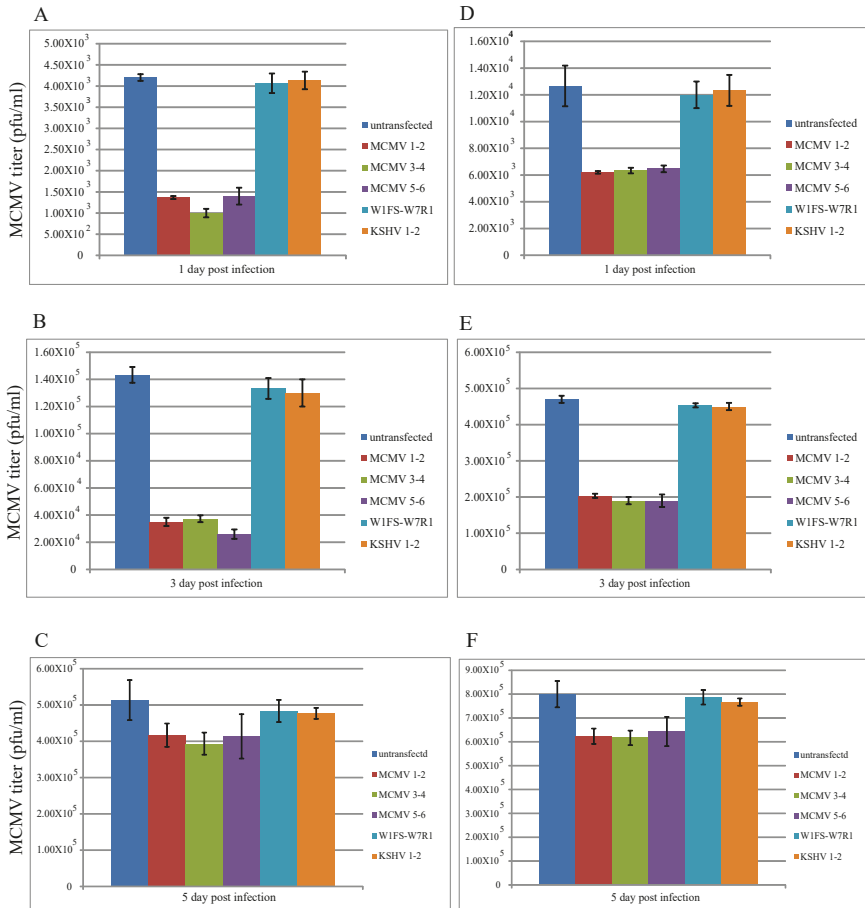 A
MCMV titer (pfu/ml)
5.00X10³
4.50X10³
4.00X10³
3.50X10³
3.00X10³
2.50X10³
2.00X10³
1.50X10³
1.00X10³
5.00X10²
0
1 day post infection
untransfected
MCMV 1-2
MCMV 3-4
MCMV 5-6
W1FS-W7R1
KSHV 1-2
D
1.60X10⁴
1.40X10⁴
1.20X10⁴
1.00X10⁴
8.00X10³
6.00X10³
4.00X10³
2.00X10³
0
1 day post infection
untransfected
MCMV 1-2
MCMV 3-4
MCMV 5-6
W1FS-W7R1
KSHV 1-2
B
MCMV titer (pfu/ml)
1.60X10⁵
1.40X10⁵
1.20X10⁵
1.00X10⁵
8.00X10⁴
6.00X10⁴
4.00X10⁴
2.00X10⁴
0
3 day post infection
untransfected
MCMV 1-2
MCMV 3-4
MCMV 5-6
W1FS-W7R1
KSHV 1-2
E
6.00X10⁵
5.00X10⁵
4.00X10⁵
3.00X10⁵
2.00X10⁵
1.00X10⁵
0
3 day post infection
untransfected
MCMV 1-2
MCMV 3-4
MCMV 5-6
W1FS-W7R1
KSHV 1-2
C
MCMV titer (pfu/ml)
6.00X10⁵
5.00X10⁵
4.00X10⁵
3.00X10⁵
2.00X10⁵
1.00X10⁵
0
5 day post infection
untransfectd
MCMV 1-2
MCMV 3-4
MCMV 5-6
W1FS-W7R1
KSHV 1-2
F
9.00X10⁵
8.00X10⁵
7.00X10⁵
6.00X10⁵
5.00X10⁵
4.00X10⁵
3.00X10⁵
2.00X10⁵
1.00X10⁵
0
5 day post infection
untransfectd
MCMV 1-2
MCMV 3-4
MCMV 5-6
W1FS-W7R1
KSHV 1-2